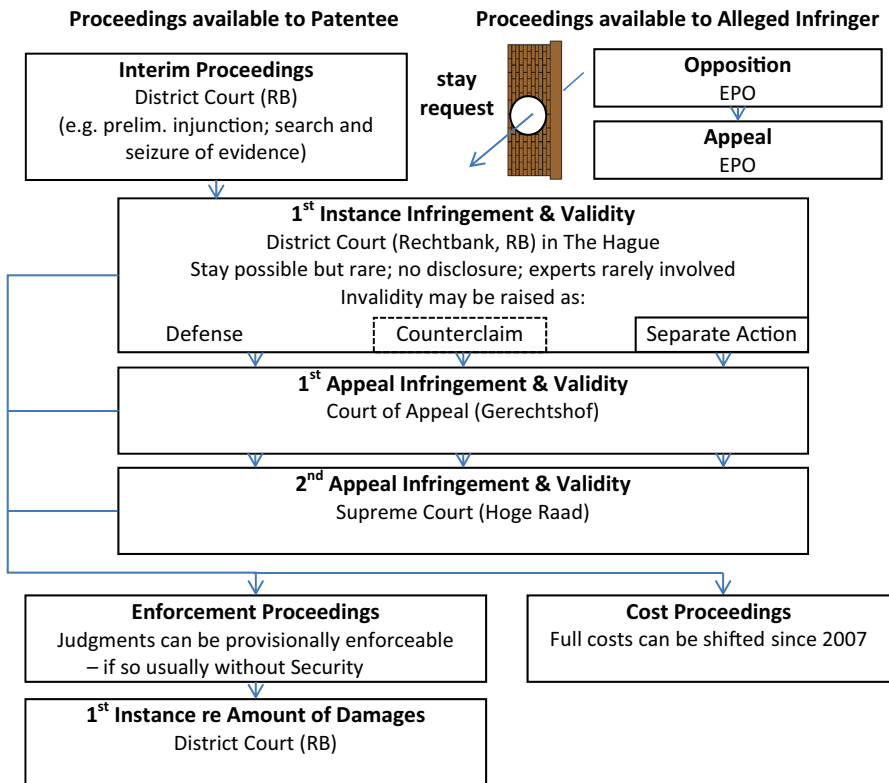 Proceedings available to Patentee
Proceedings available to Alleged Infringer
Interim Proceedings
District Court (RB)
(e.g. prelim. injunction; search and
seizure of evidence)
stay
request
Opposition
EPO
Appeal
EPO
1st Instance Infringement & Validity
District Court (Rechtbank, RB) in The Hague
Stay possible but rare; no disclosure; experts rarely involved
Invalidity may be raised as:
Defense Counterclaim Separate Action
1st Appeal Infringement & Validity
Court of Appeal (Gerechtshof)
2nd Appeal Infringement & Validity
Supreme Court (Hoge Raad)
Enforcement Proceedings
Judgments can be provisionally enforceable
– if so usually without Security
Cost Proceedings
Full costs can be shifted since 2007
1st Instance re Amount of Damages
District Court (RB)